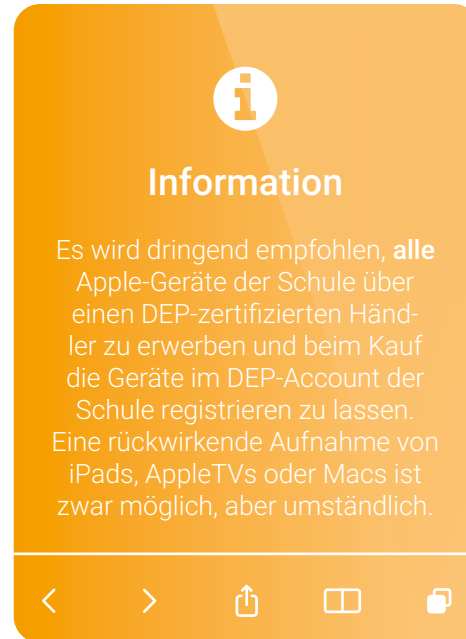 Information
Es wird dringend empfohlen, alle
Apple-Geräte der Schule über
einen DEP-zertifizierten Händ-
ler zu erwerben und beim Kauf
die Geräte im DEP-Account der
Schule registrieren zu lassen.
Eine rückwirkende Aufnahme von
iPads, AppleTVs oder Macs ist
zwar möglich, aber umständlich.